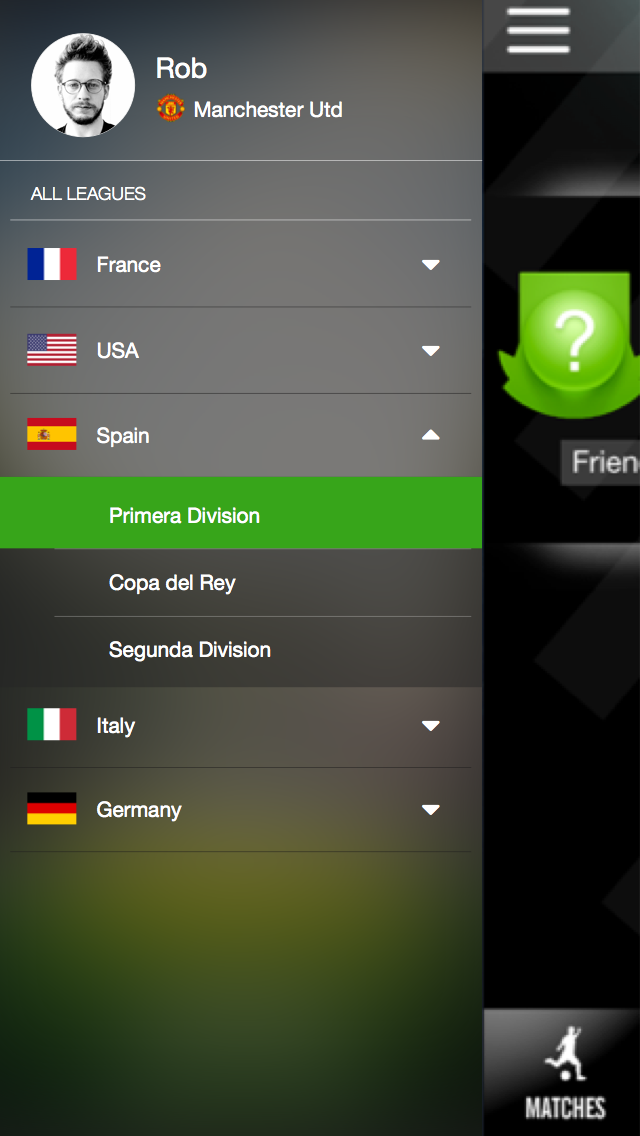 Rob
Manchester Utd
ALL LEAGUES
France
USA
Spain
Primera Division
Copa del Rey
Segunda Division
Italy
Germany
?
Frien
MATCHES